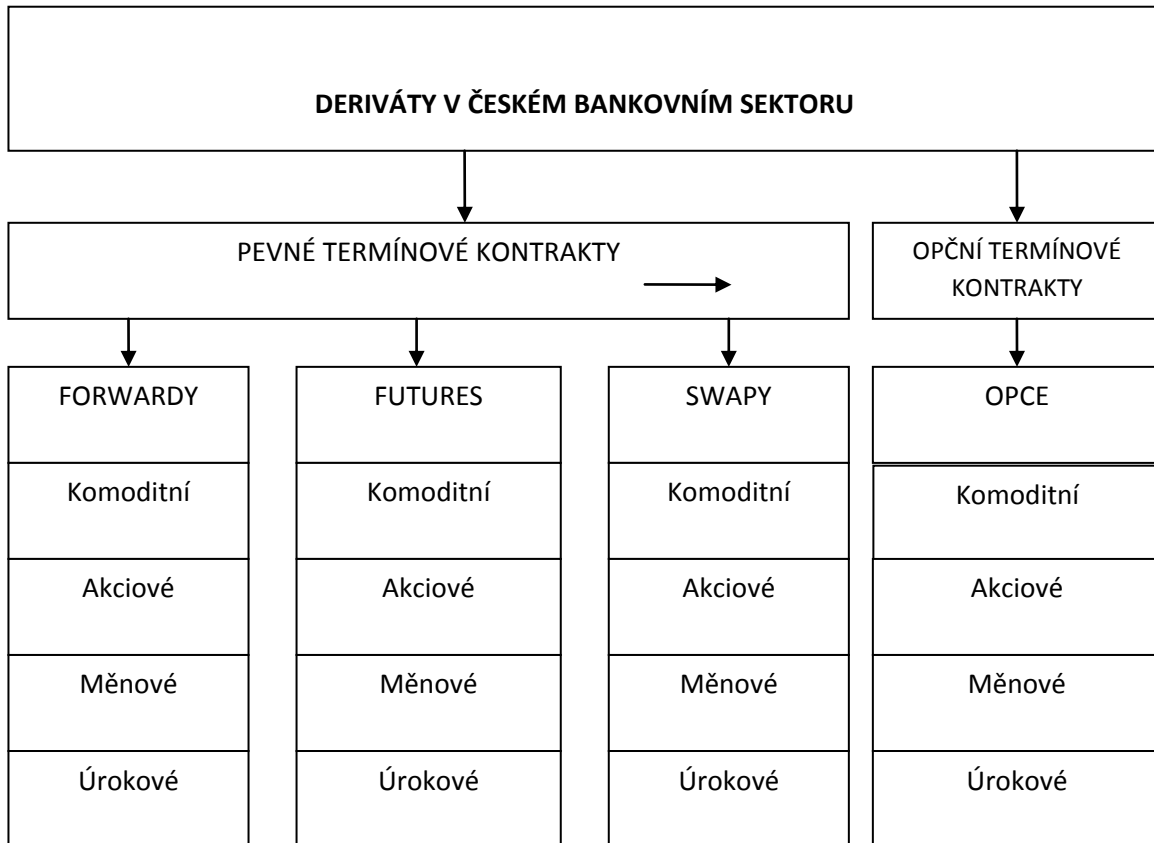 DERIVÁTY V ČESKÉM BANKOVNÍM SEKTORU
PEVNÉ TERMÍNOVÉ KONTRAKTY
OPČNÍ TERMÍNOVÉ
KONTRAKTY
FORWARDY
Komoditní
Akciové
Měnové
Úrokové
FUTURES
Komoditní
Akciové
Měnové
Úrokové
SWAPY
Komoditní
Akciové
Měnové
Úrokové
OPCE
Komoditní
Akciové
Měnové
Úrokové